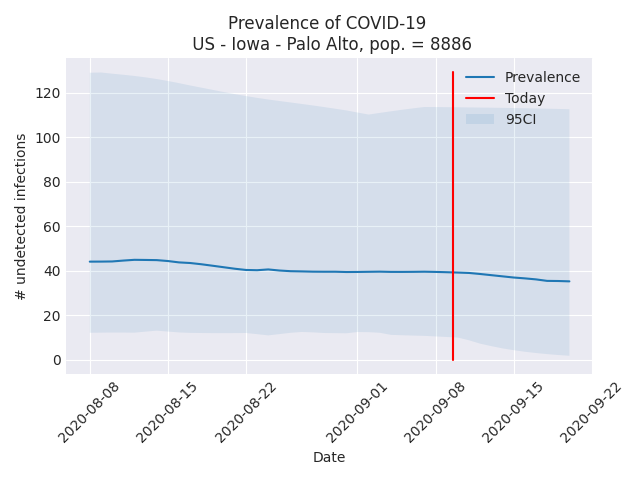 Prevalence of COVID-19
US - Iowa - Palo Alto, pop. = 8886
# undetected infections
120
100
80
60
40
20
0
Prevalence
Today
95CI
2020-08-08
2020-08-15
2020-08-22
2020-09-01
2020-09-08
2020-09-15
2020-09-22
Date